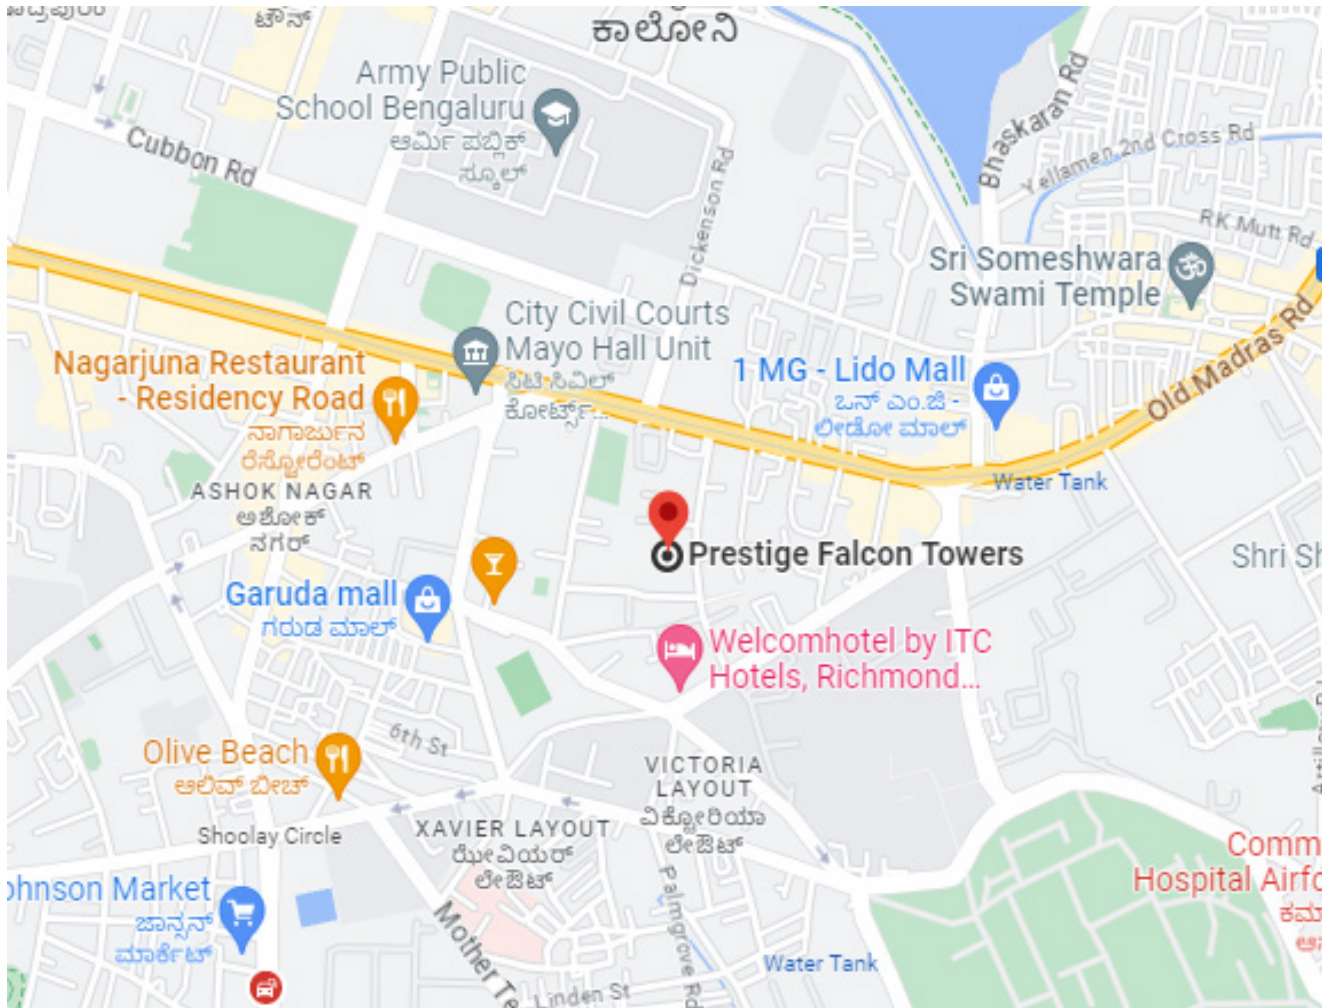 ಟೌನ್
ಕಾಲೋನಿ
Army Public
School Bengaluru
ಆರ್ಮಿ ಪಬ್ಲಿಕ್
ಸ್ಕೂಲ್
Cubbon Rd
Dickenson Rd
Bhaskaran Rd
Yellamen 2nd Cross Rd
RK Mutt Rd
Sri Someshwara
Swami Temple
City Civil Courts
Mayo Hall Unit
ಸಿಟಿ ಸಿವಿಲ್
ಕೋರ್ಟ್ಸ್...
Nagarjuna Restaurant
- Residency Road
ನಾಗಾರ್ಜುನ
ರೆಸ್ಟೋರೆಂಟ್
1 MG - Lido Mall
ಒನ್ ಎಂ.ಜಿ -
ಲೀಡೋ ಮಾಲ್
Old Madras Rd
Water Tank
ASHOK NAGAR
ಅಶೋಕ್
ನಗರ್
Prestige Falcon Towers
Shri Sh
Garuda mall
ಗರುಡ ಮಾಲ್
Welcomhotel by ITC
Hotels, Richmond...
6th St
Olive Beach
ಆಲಿವ್ ಬೀಚ್
VICTORIA
LAYOUT
ವಿಕ್ಟೋರಿಯಾ
ಲೇಔಟ್
Shoolay Circle
XAVIER LAYOUT
ಝೇವಿಯರ್
ಲೇಔಟ್
Comm
Hospital Airfo
ಕಮಾ
ಆಸ
ohnson Market
ಜಾನ್ಸನ್
ಮಾರ್ಕೆಟ್
Mother Te
Palmgrove Rd
Water Tank
Linden St